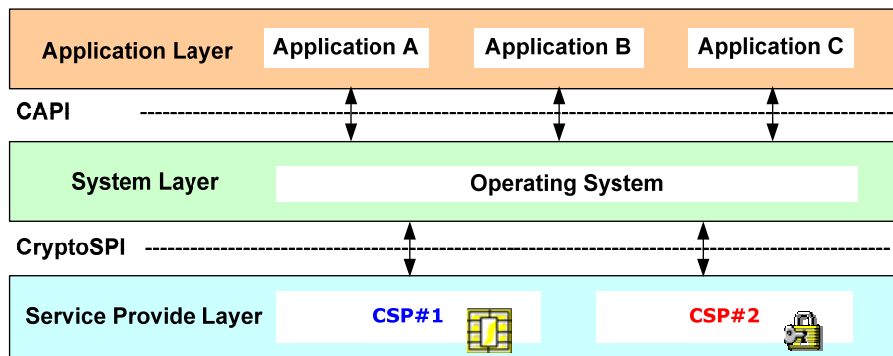 Application Layer
Application A
Application B
Application C
CAPI
System Layer
Operating System
CryptoSPI
Service Provide Layer
CSP#1
CSP#2